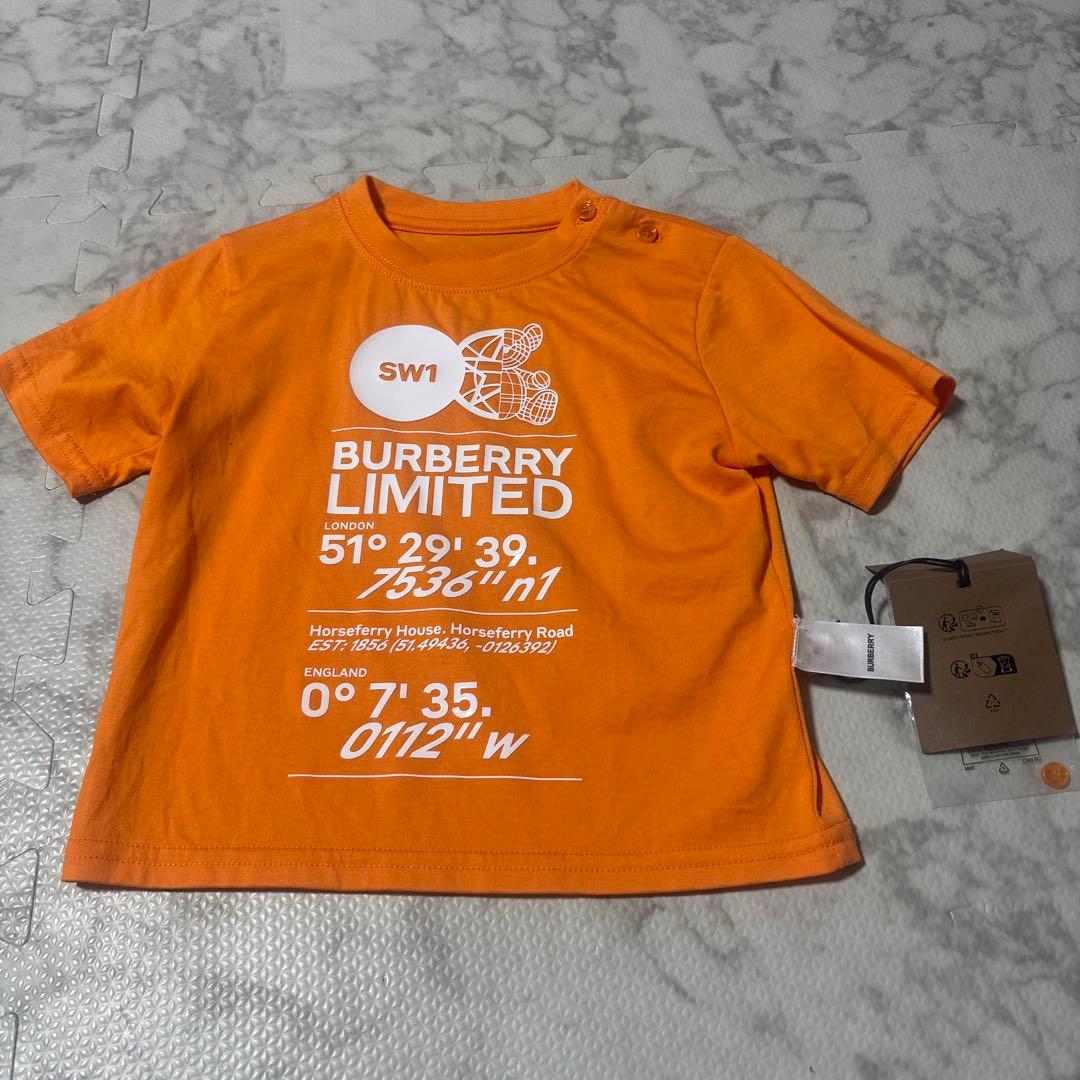 SW1
BURBERRY
LIMITED
LONDON
51° 29' 39.
7536" n1
Horseferry House. Horseferry Road
EST: 1856 (51.49436, -0126392)
ENGLAND
0° 7' 35.
0112" w
BURBERRY